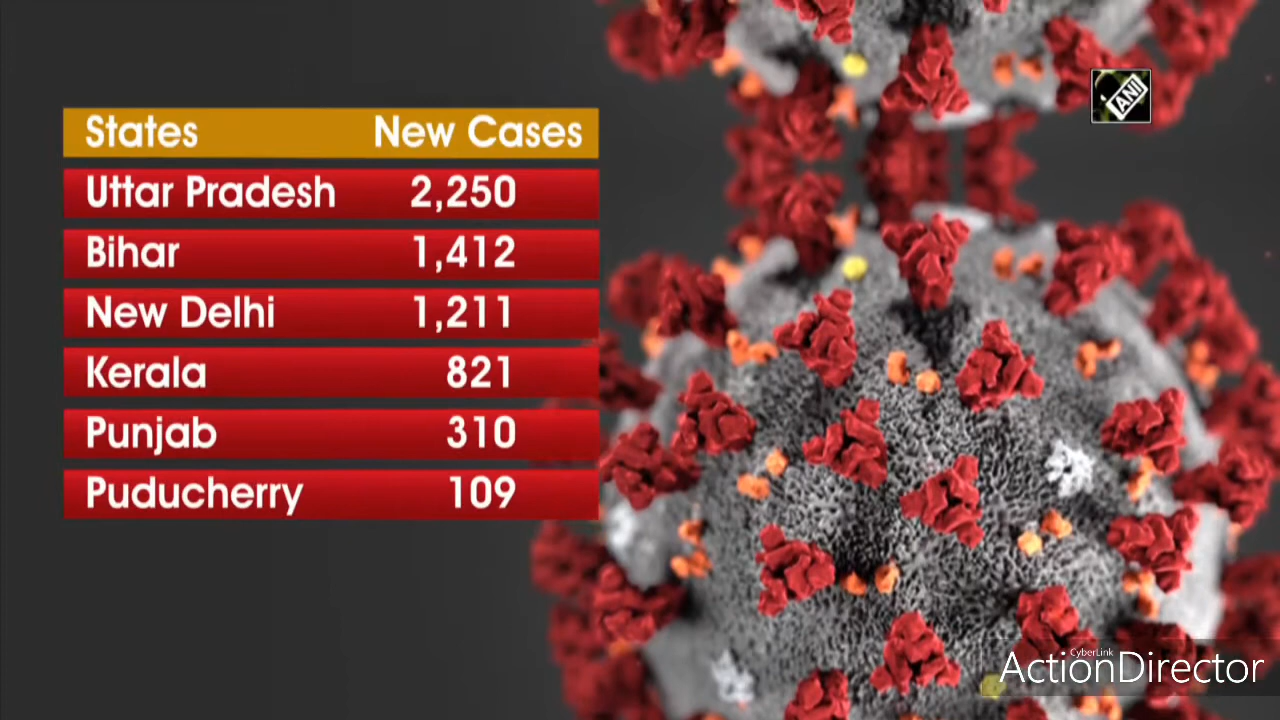 ANI
States New Cases
Uttar Pradesh 2,250
Bihar 1,412
New Delhi 1,211
Kerala 821
Punjab 310
Puducherry 109
CyberLink
ActionDirector